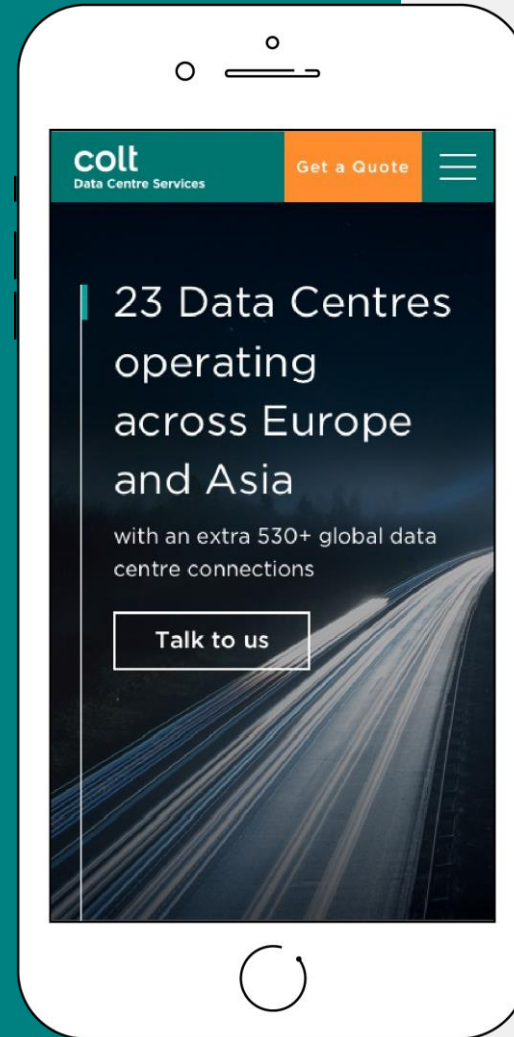 colt
Data Centre Services
Get a Quote
23 Data Centres
operating
across Europe
and Asia
with an extra 530+ global data
centre connections
Talk to us